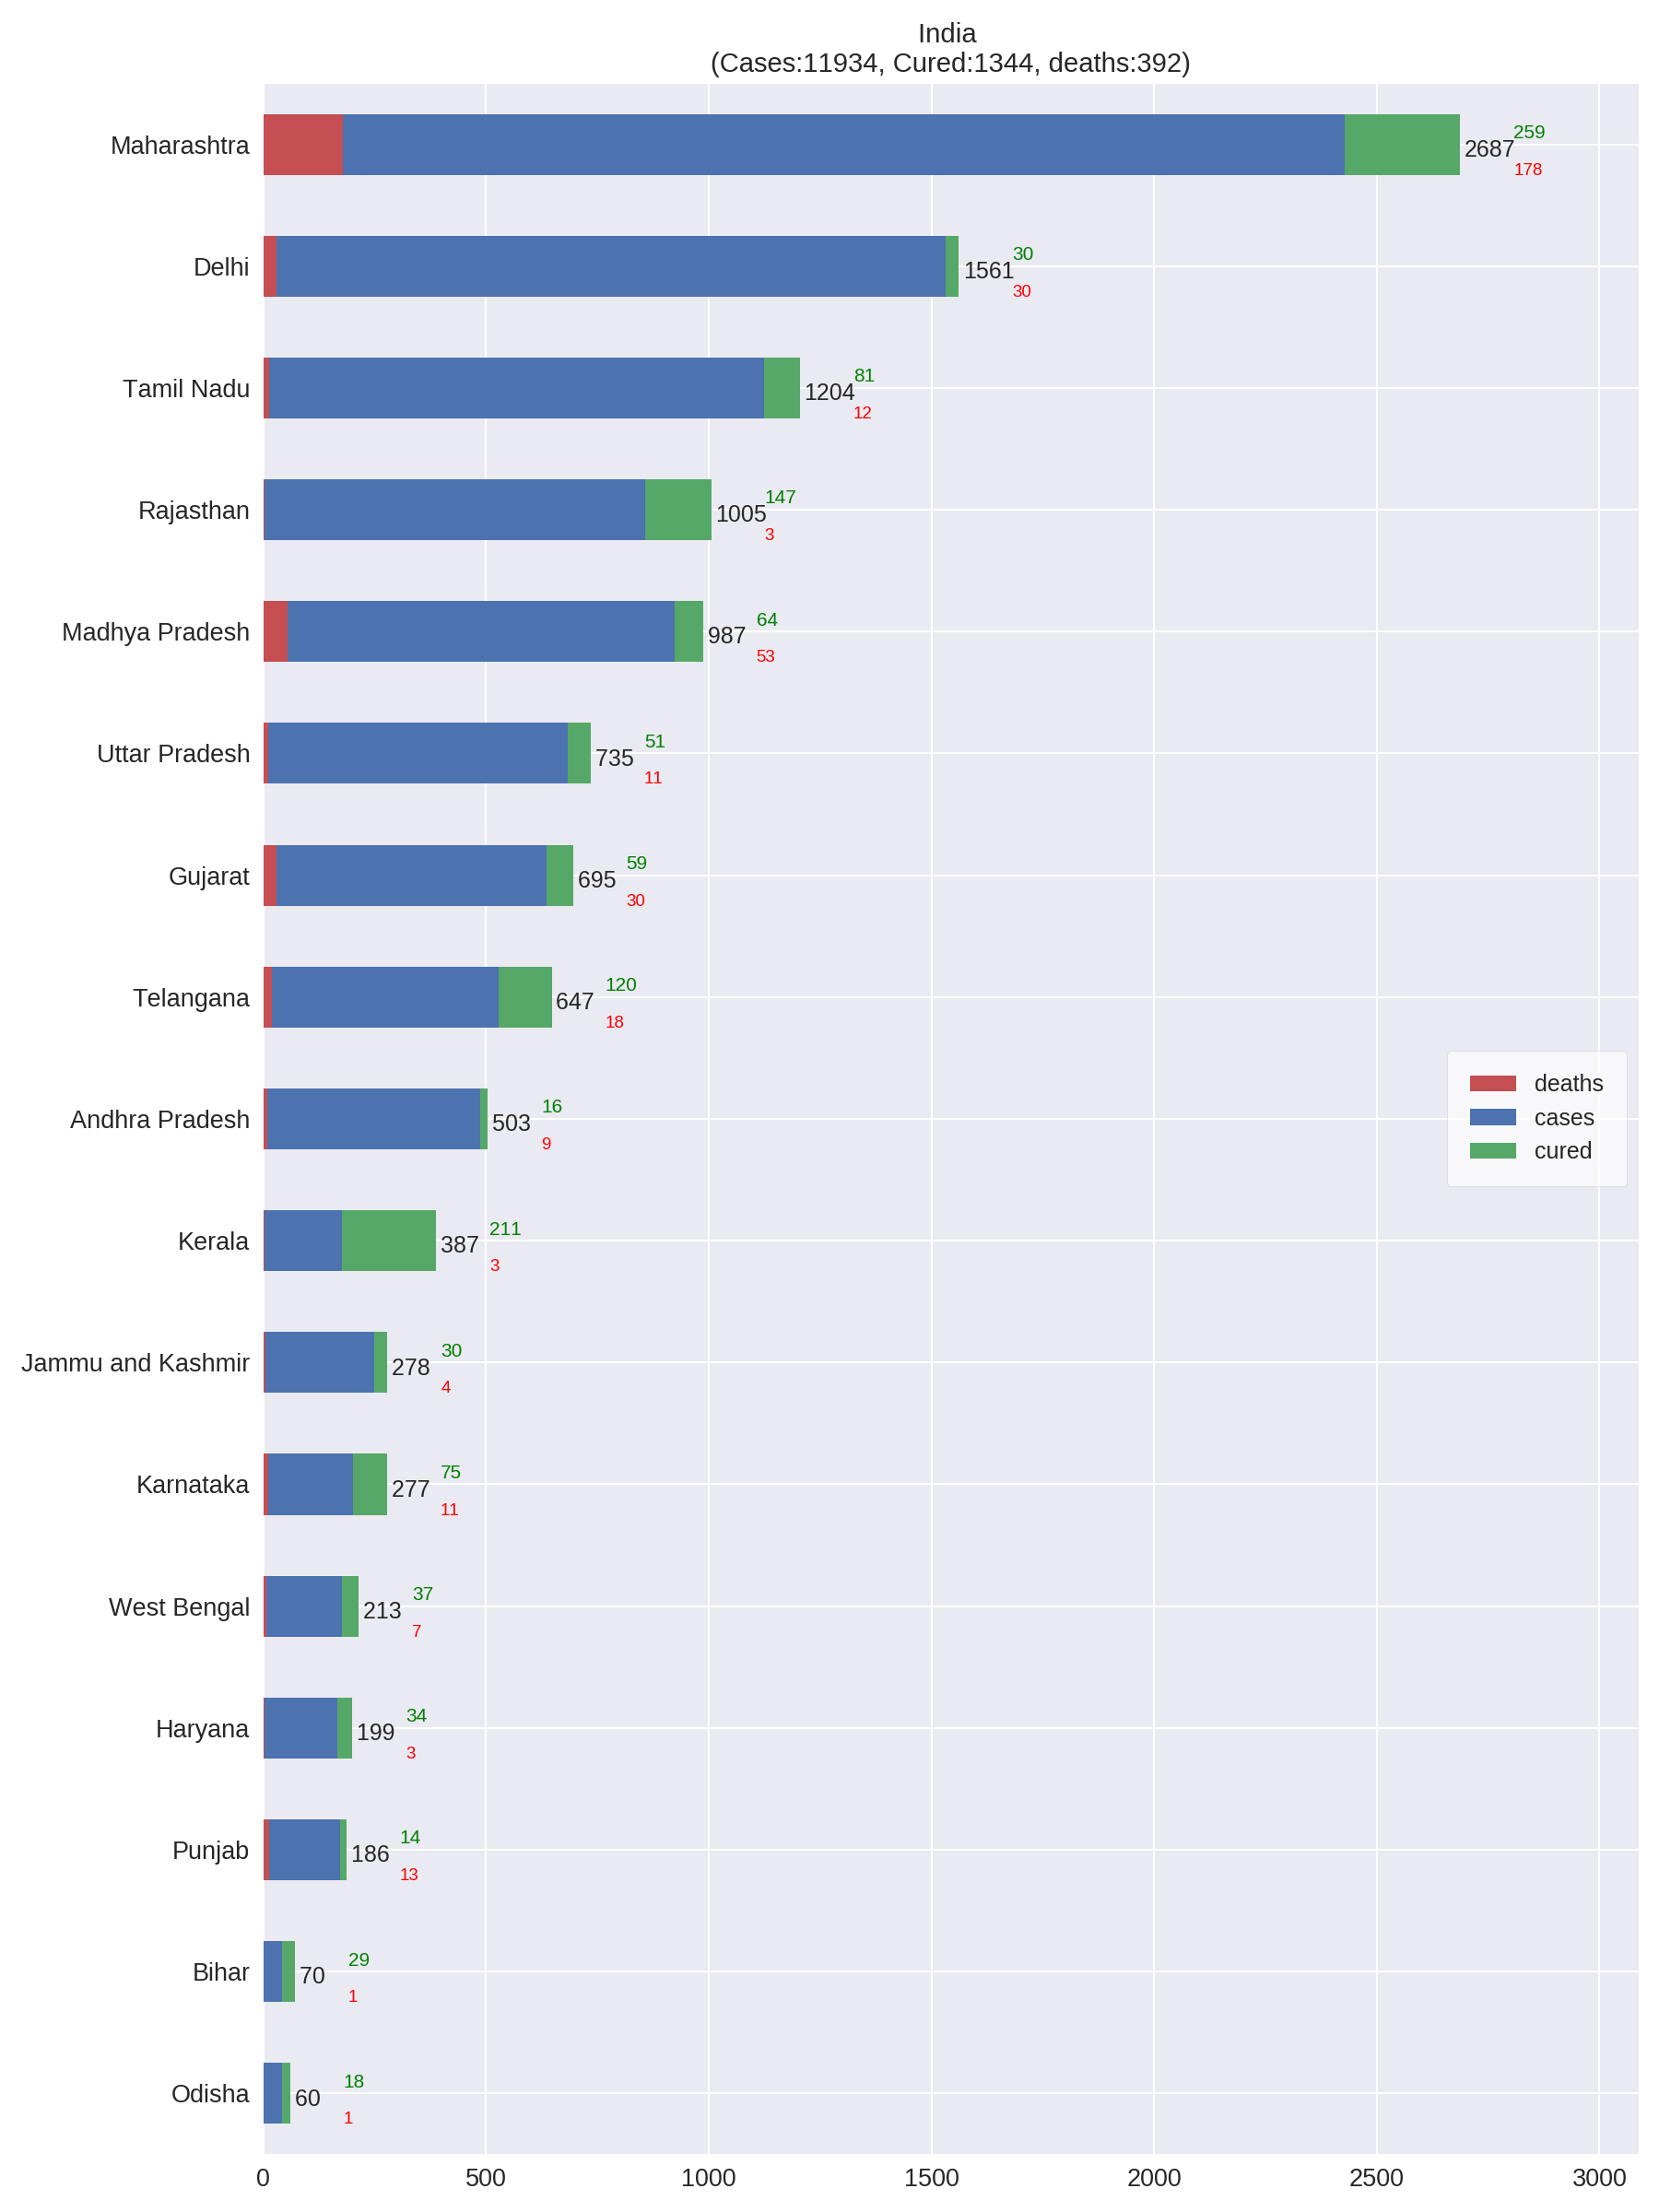 India
(Cases:11934, Cured:1344, deaths:392)
Maharashtra 2687 259 178
Delhi 1561 30 30
Tamil Nadu 1204 81 12
Rajasthan 1005 147 3
Madhya Pradesh 987 64 53
Uttar Pradesh 735 51 11
Gujarat 695 59 30
Telangana 647 120 18
Andhra Pradesh 503 16 9
Kerala 387 211 3
Jammu and Kashmir 278 30 4
Karnataka 277 75 11
West Bengal 213 37 7
Haryana 199 34 3
Punjab 186 14 13
Bihar 70 29 1
Odisha 60 18 1
deaths
cases
cured
0 500 1000 1500 2000 2500 3000